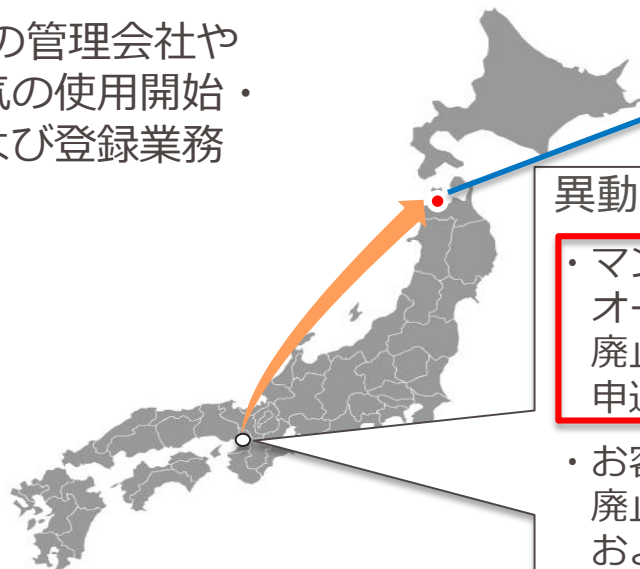 の管理会社や
気の使用開始・
よび登録業務
異動
・マン
オー
廃止
申込
・お客
廃止
およ